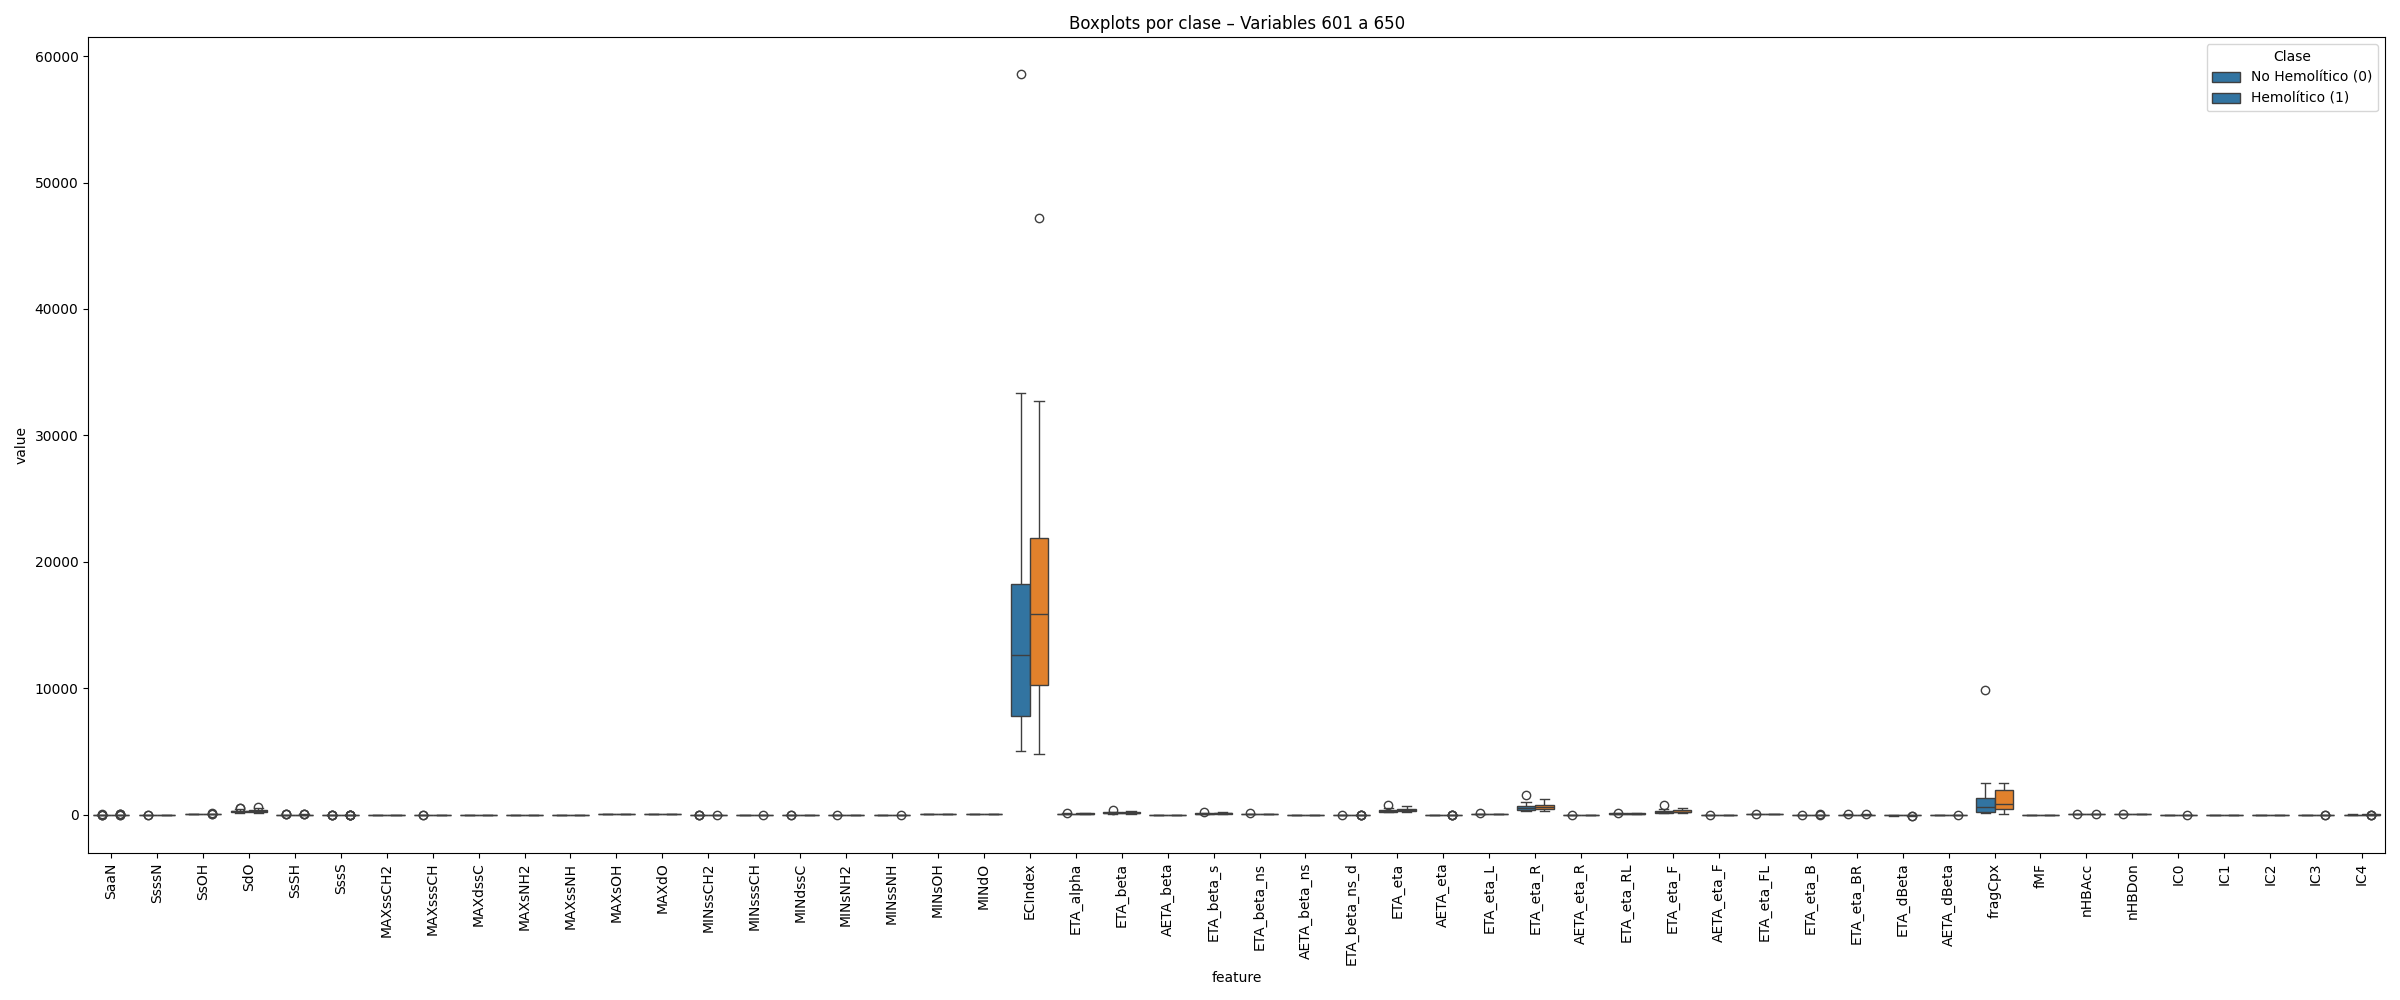 Boxplots por clase – Variables 601 a 650
Clase
No Hemolítico (0)
Hemolítico (1)
60000
50000
40000
30000
20000
10000
0
value
SaaN
SssssN
SsOH
SdO
SsSH
SssS
MAXssCH2
MAXsssCH
MAXdssC
MAXsNH2
MAXssNH
MAXsOH
MAXdO
MINssCH2
MINsssCH
MINdssC
MINsNH2
MINssNH
MINsOH
MINdO
ECIndex
ETA_alpha
ETA_beta
AETA_beta
ETA_beta_s
ETA_beta_ns
AETA_beta_ns
ETA_beta_ns_d
ETA_eta
AETA_eta
ETA_eta_L
ETA_eta_R
AETA_eta_R
ETA_eta_RL
ETA_eta_F
AETA_eta_F
ETA_eta_FL
ETA_eta_B
ETA_eta_BR
ETA_dBeta
AETA_dBeta
fragCpx
fMF
nHBAcc
nHBDon
IC0
IC1
IC2
IC3
IC4
feature